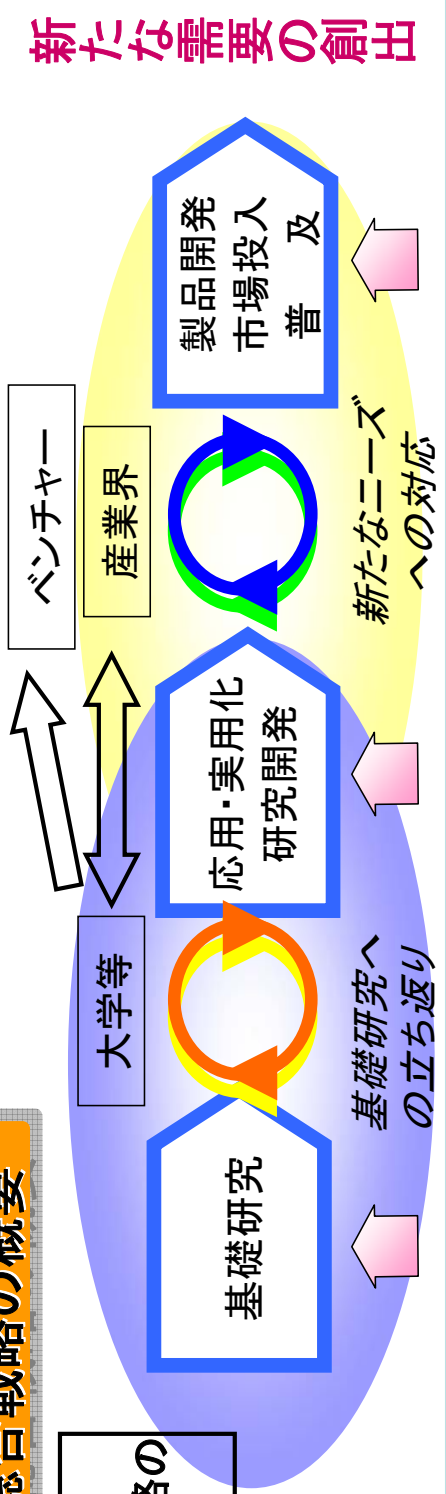 総合戦略の概要
略の
大学等
ベンチャー
産業界
基礎研究
応用・実用化
研究開発
製品開発
市場投入
普　及
基礎研究へ
の立ち返り
新たなニーズ
への対応
新たな需要の創出